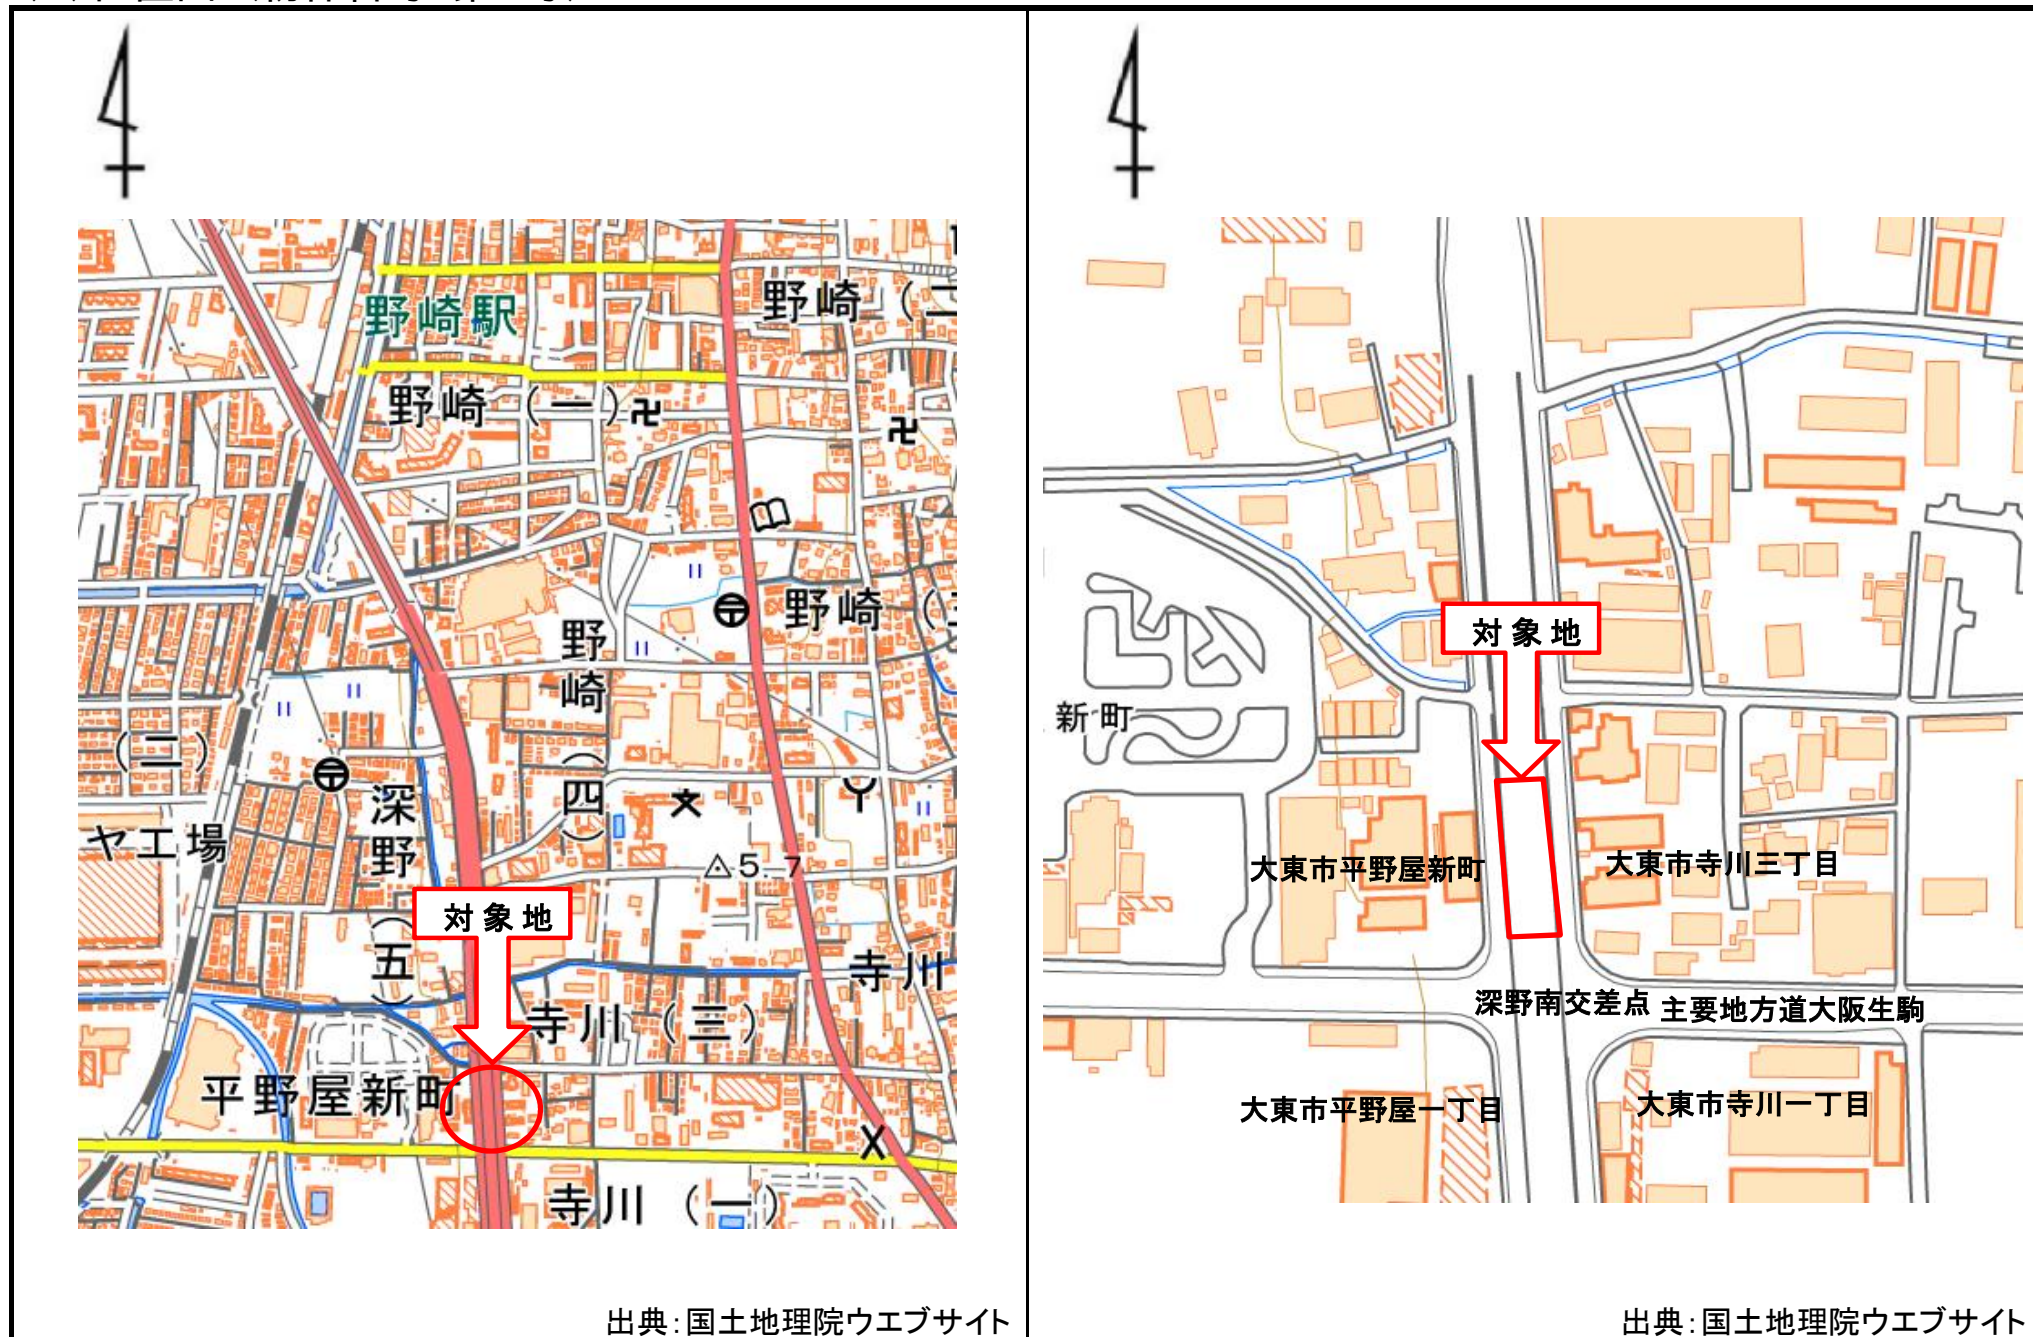 野崎駅
野崎（二
野崎（一）
野崎（三
野崎（四）
（二）
深野（五）
ヤ工場
5.7
対象地
寺川
寺川（三）
平野屋新町
寺川（一）
出典：国土地理院ウエブサイト
対象地
新町
大東市平野屋新町
大東市寺川三丁目
深野南交差点
主要地方道大阪生駒
大東市平野屋一丁目
大東市寺川一丁目
出典：国土地理院ウエブサイト